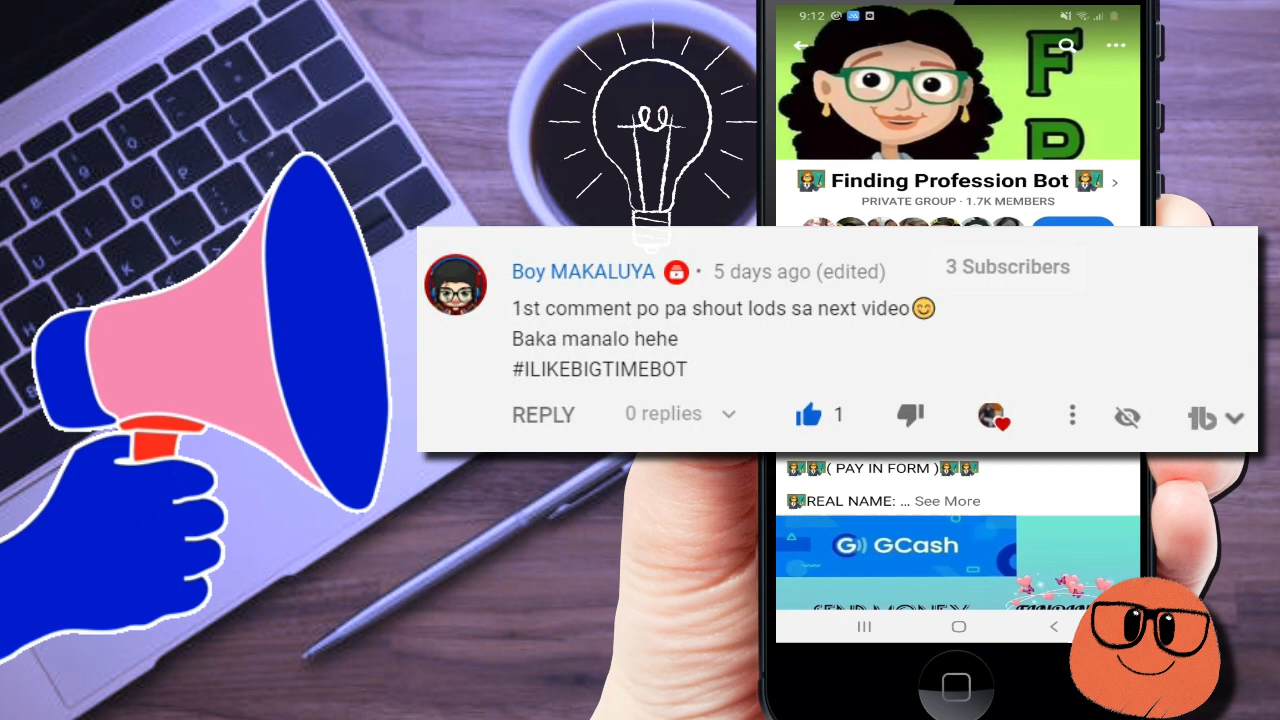 9:12
F
P
Finding Profession Bot
PRIVATE GROUP · 1.7K MEMBERS
Boy MAKALUYA • 5 days ago (edited)
3 Subscribers
1st comment po pa shout lods sa next video😊
Baka manalo hehe
#ILIKEBIGTIMEBOT
REPLY
0 replies
1
( PAY IN FORM )
REAL NAME: ... See More
GCash
SEND MONEY